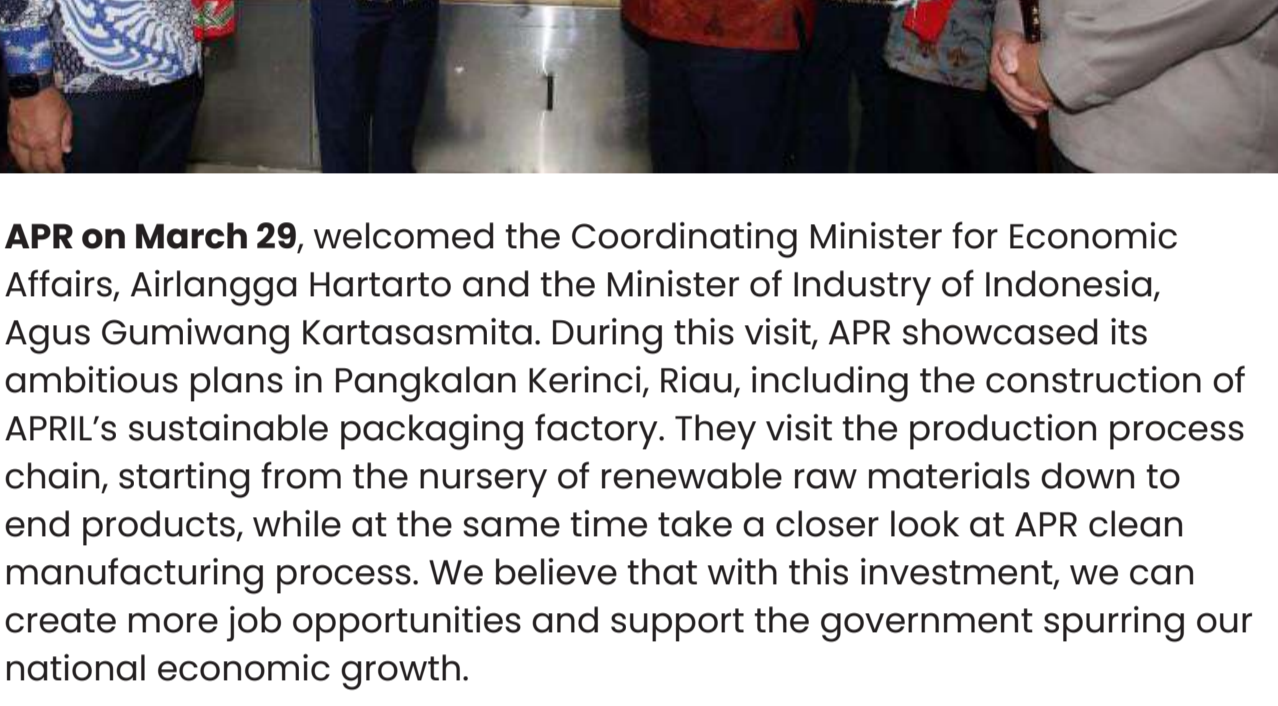 APR on March 29, welcomed the Coordinating Minister for Economic
Affairs, Airlangga Hartarto and the Minister of Industry of Indonesia,
Agus Gumiwang Kartasasmita. During this visit, APR showcased its
ambitious plans in Pangkalan Kerinci, Riau, including the construction of
APRIL’s sustainable packaging factory. They visit the production process
chain, starting from the nursery of renewable raw materials down to
end products, while at the same time take a closer look at APR clean
manufacturing process. We believe that with this investment, we can
create more job opportunities and support the government spurring our
national economic growth.